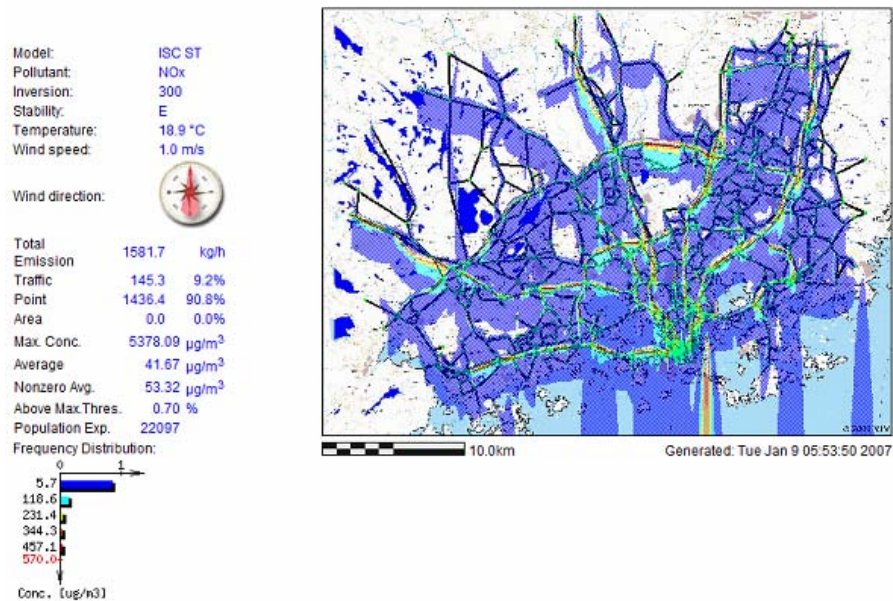 Model: ISC ST
Pollutant: NOx
Inversion: 300
Stability: E
Temperature: 18.9 °C
Wind speed: 1.0 m/s
Wind direction:
Total
Emission 1581.7 kg/h
Traffic 145.3 9.2%
Point 1436.4 90.8%
Area 0.0 0.0%
Max. Conc. 5378.09 µg/m³
Average 41.67 µg/m³
Nonzero Avg. 53.32 µg/m³
Above Max.Thres. 0.70 %
Population Exp. 22097
Frequency Distribution:
0 1
5.7
118.6
231.4
344.3
457.1
570.0
Conc. [ug/m3]
10.0km
Generated: Tue Jan 9 05:53:50 2007